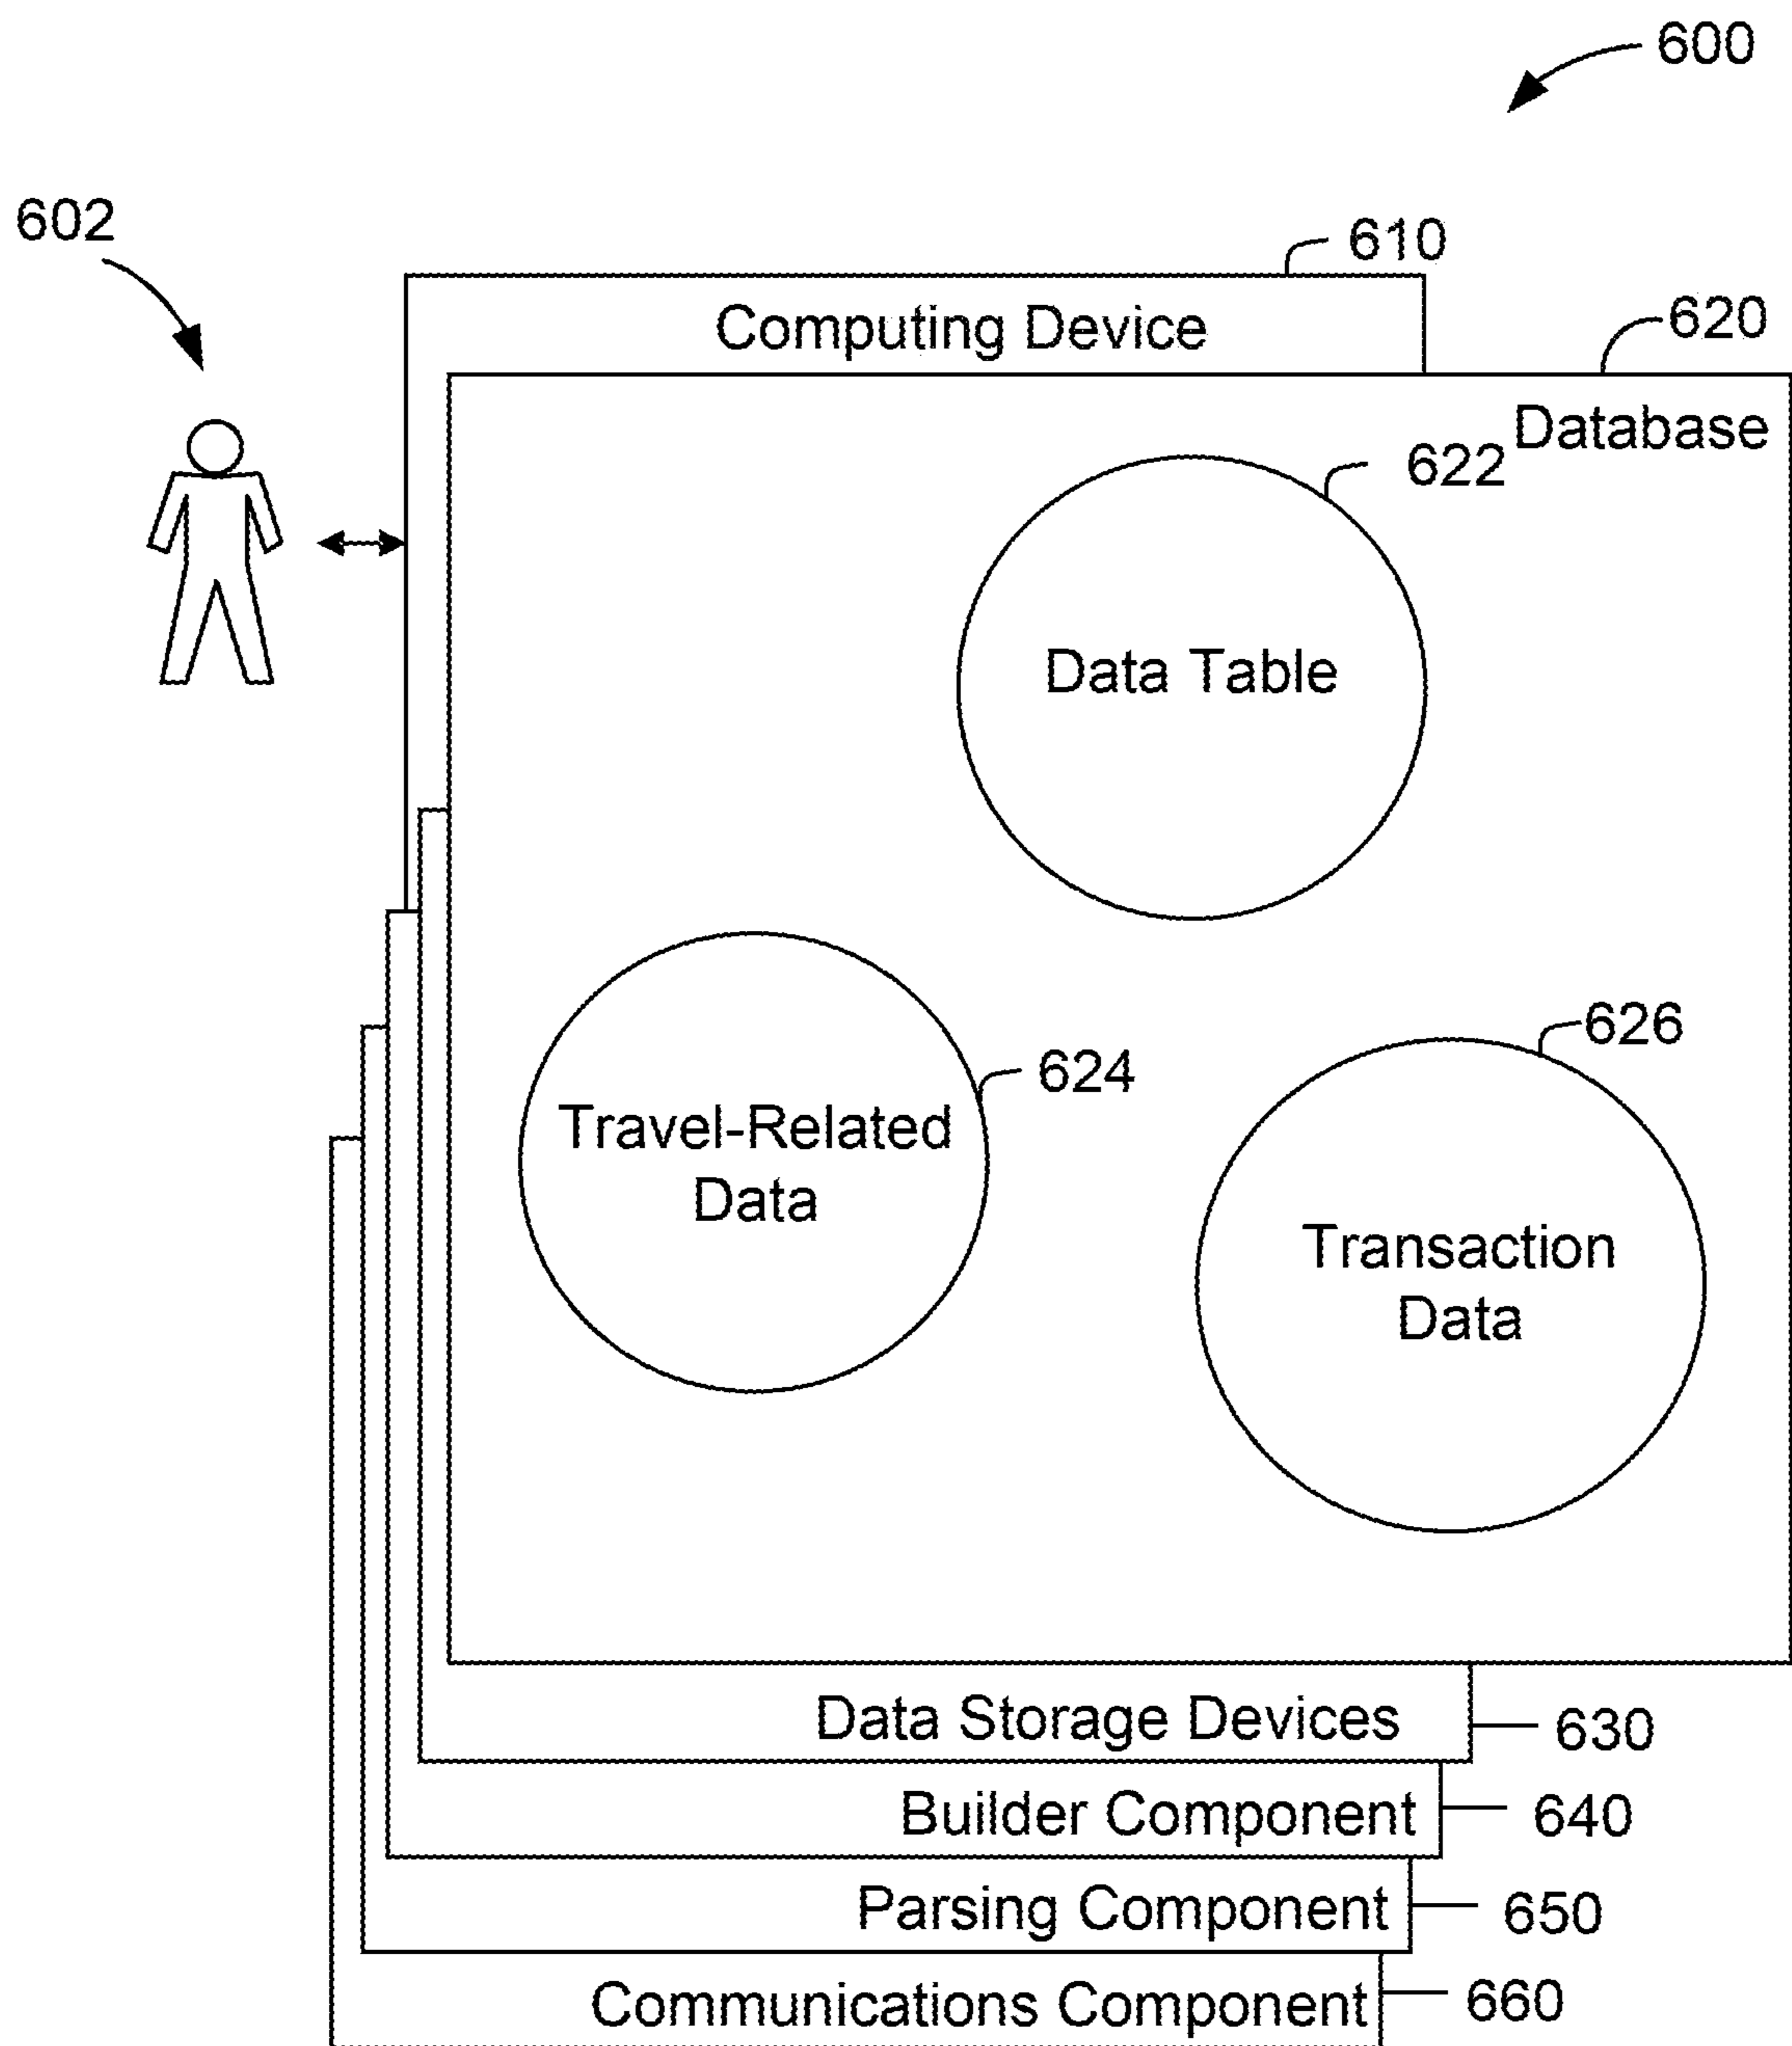 600
602
610
Computing Device
620
Database
622
Data Table
626
624
Travel-Related
Data
Transaction
Data
Data Storage Devices
630
Builder Component
640
Parsing Component
650
Communications Component
660